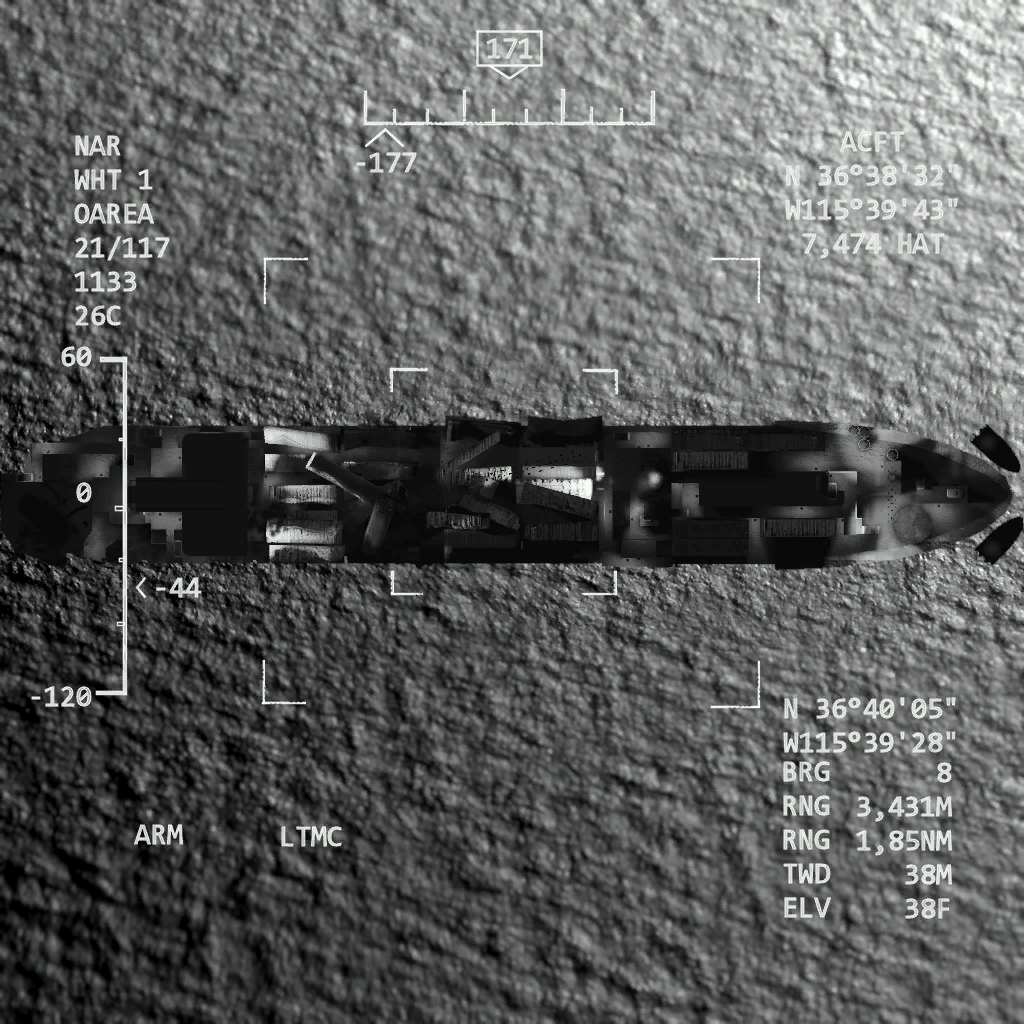 171
-177
NAR
WHT 1
OAREA
21/117
1133
26C
ACFT
N 36°38'32"
W115°39'43"
7,474 HAT
60
0
<-44
-120
N 36°40'05"
W115°39'28"
BRG 8
RNG 3,431M
RNG 1,85NM
TWD 38M
ELV 38F
ARM LTMC